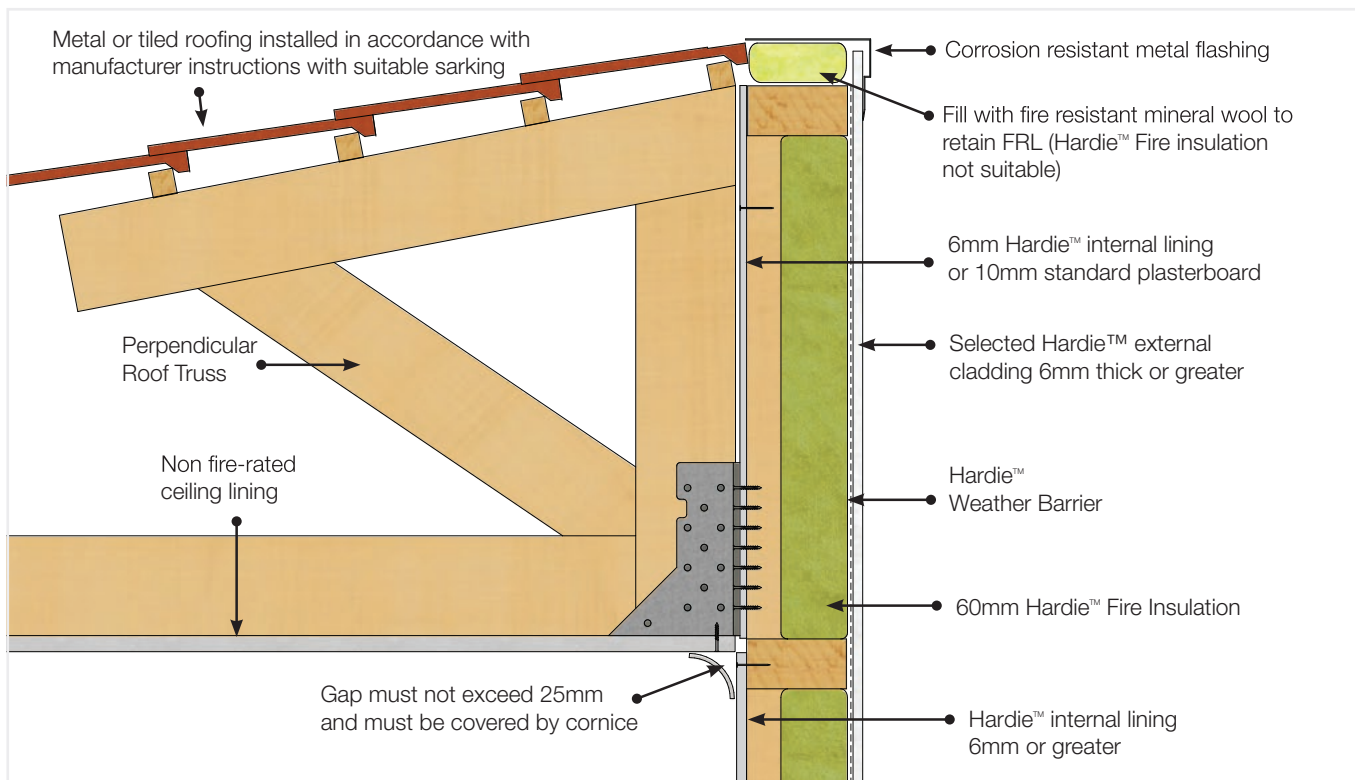 Metal or tiled roofing installed in accordance with
manufacturer instructions with suitable sarking
Corrosion resistant metal flashing
Fill with fire resistant mineral wool to
retain FRL (Hardie™ Fire insulation
not suitable)
6mm Hardie™ internal lining
or 10mm standard plasterboard
Perpendicular
Roof Truss
Selected Hardie™ external
cladding 6mm thick or greater
Non fire-rated
ceiling lining
Hardie™
Weather Barrier
60mm Hardie™ Fire Insulation
Gap must not exceed 25mm
and must be covered by cornice
Hardie™ internal lining
6mm or greater